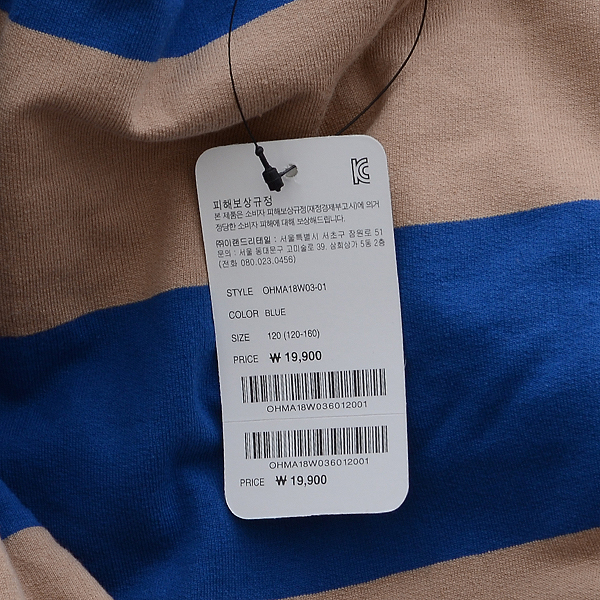 피해보상규정
본 제품은 소비자 피해보상규정(재정경제부고시)에 의거
정당한 소비자 피해에 대해 보상해드립니다.
㈜이랜드리테일 : 서울특별시 서초구 잠원로 51
문의 : 서울 동대문구 고미술로 39, 삼희상가 5동 2층
(전화 080.023.0456)
STYLE OHMA18W03-01
COLOR BLUE
SIZE 120 (120-160)
PRICE ₩ 19,900
OHMA18W036012001
OHMA18W036012001
PRICE ₩ 19,900